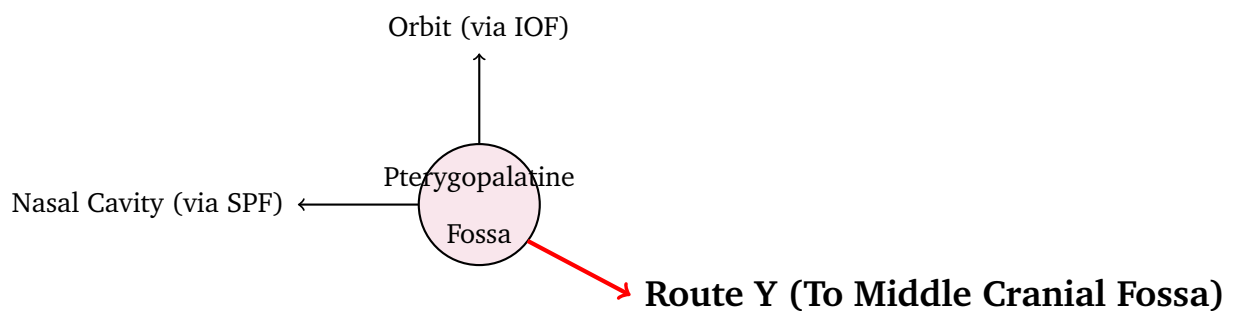 Orbit (via IOF)
Pterygopalatine
Nasal Cavity (via SPF)
Fossa
Route Y (To Middle Cranial Fossa)